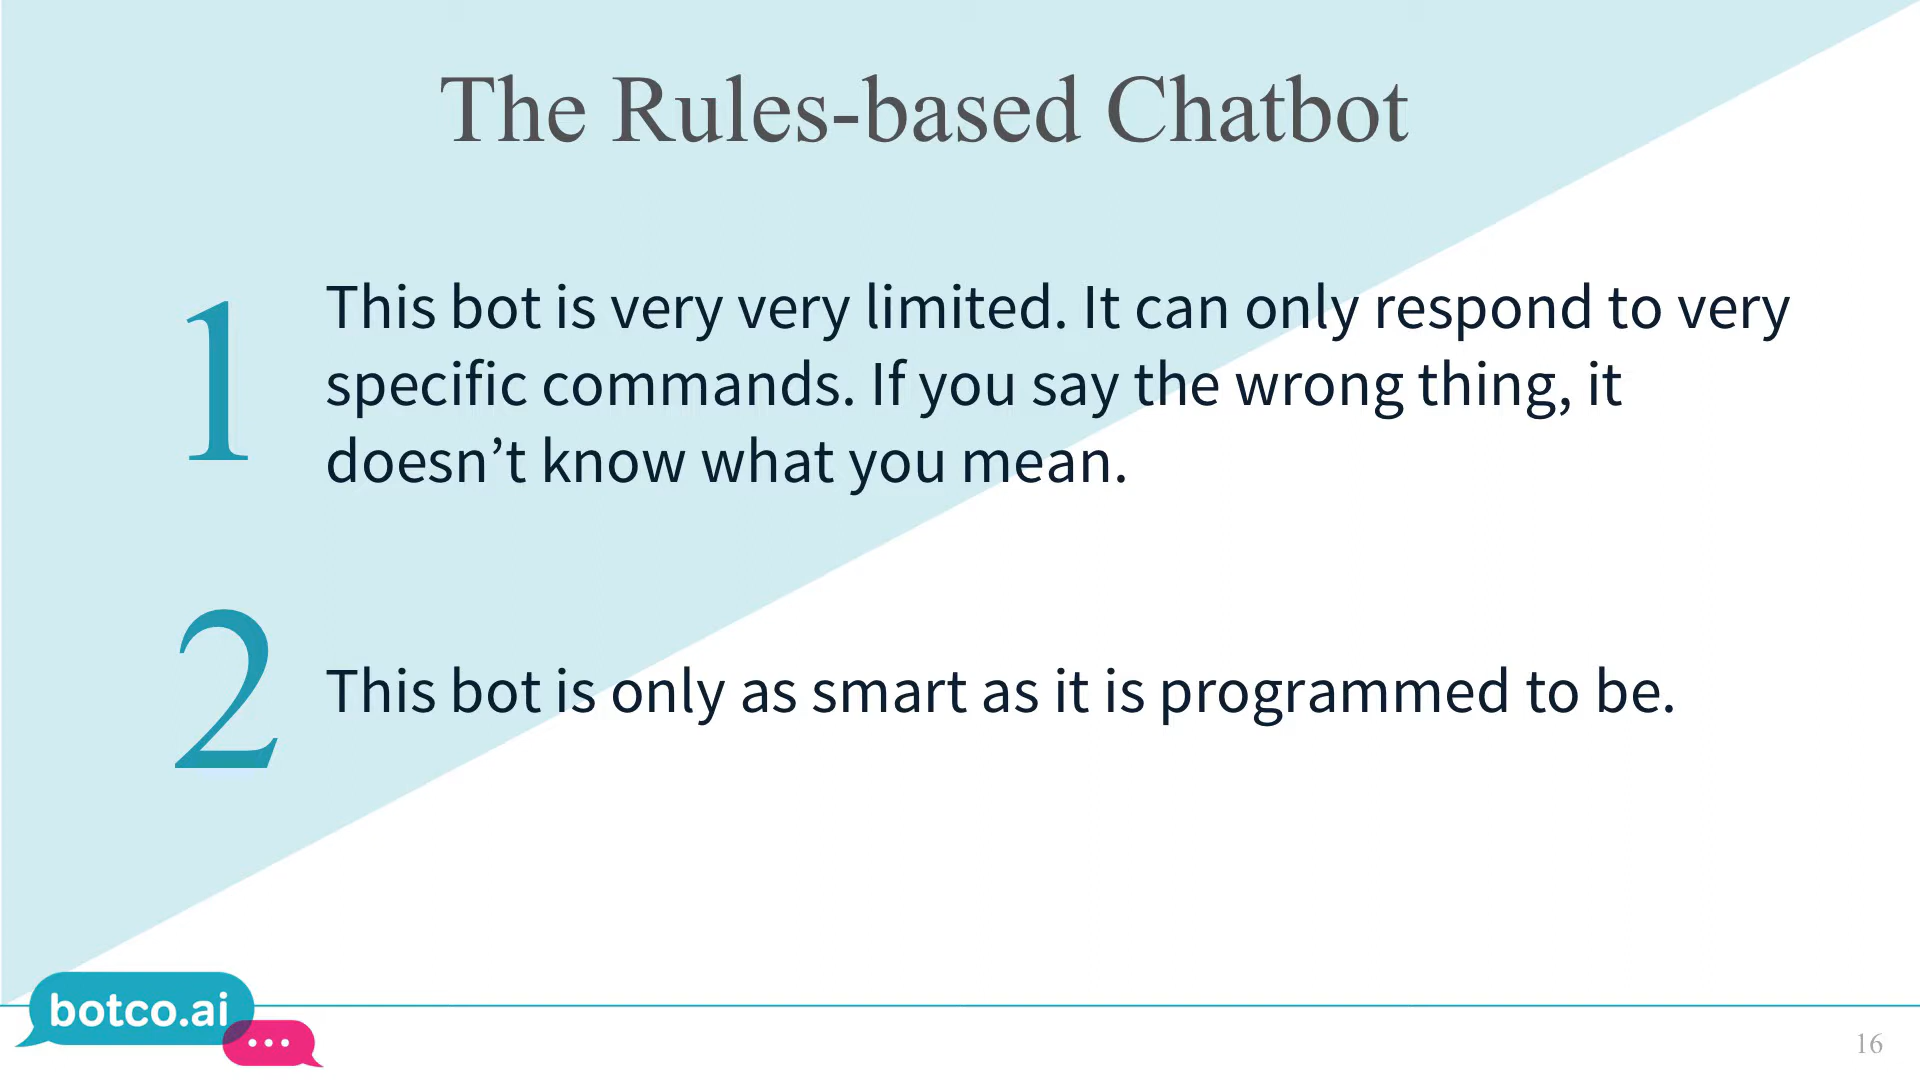 The Rules-based Chatbot
1
This bot is very very limited. It can only respond to very
specific commands. If you say the wrong thing, it
doesn’t know what you mean.
2
This bot is only as smart as it is programmed to be.
botco.ai
16